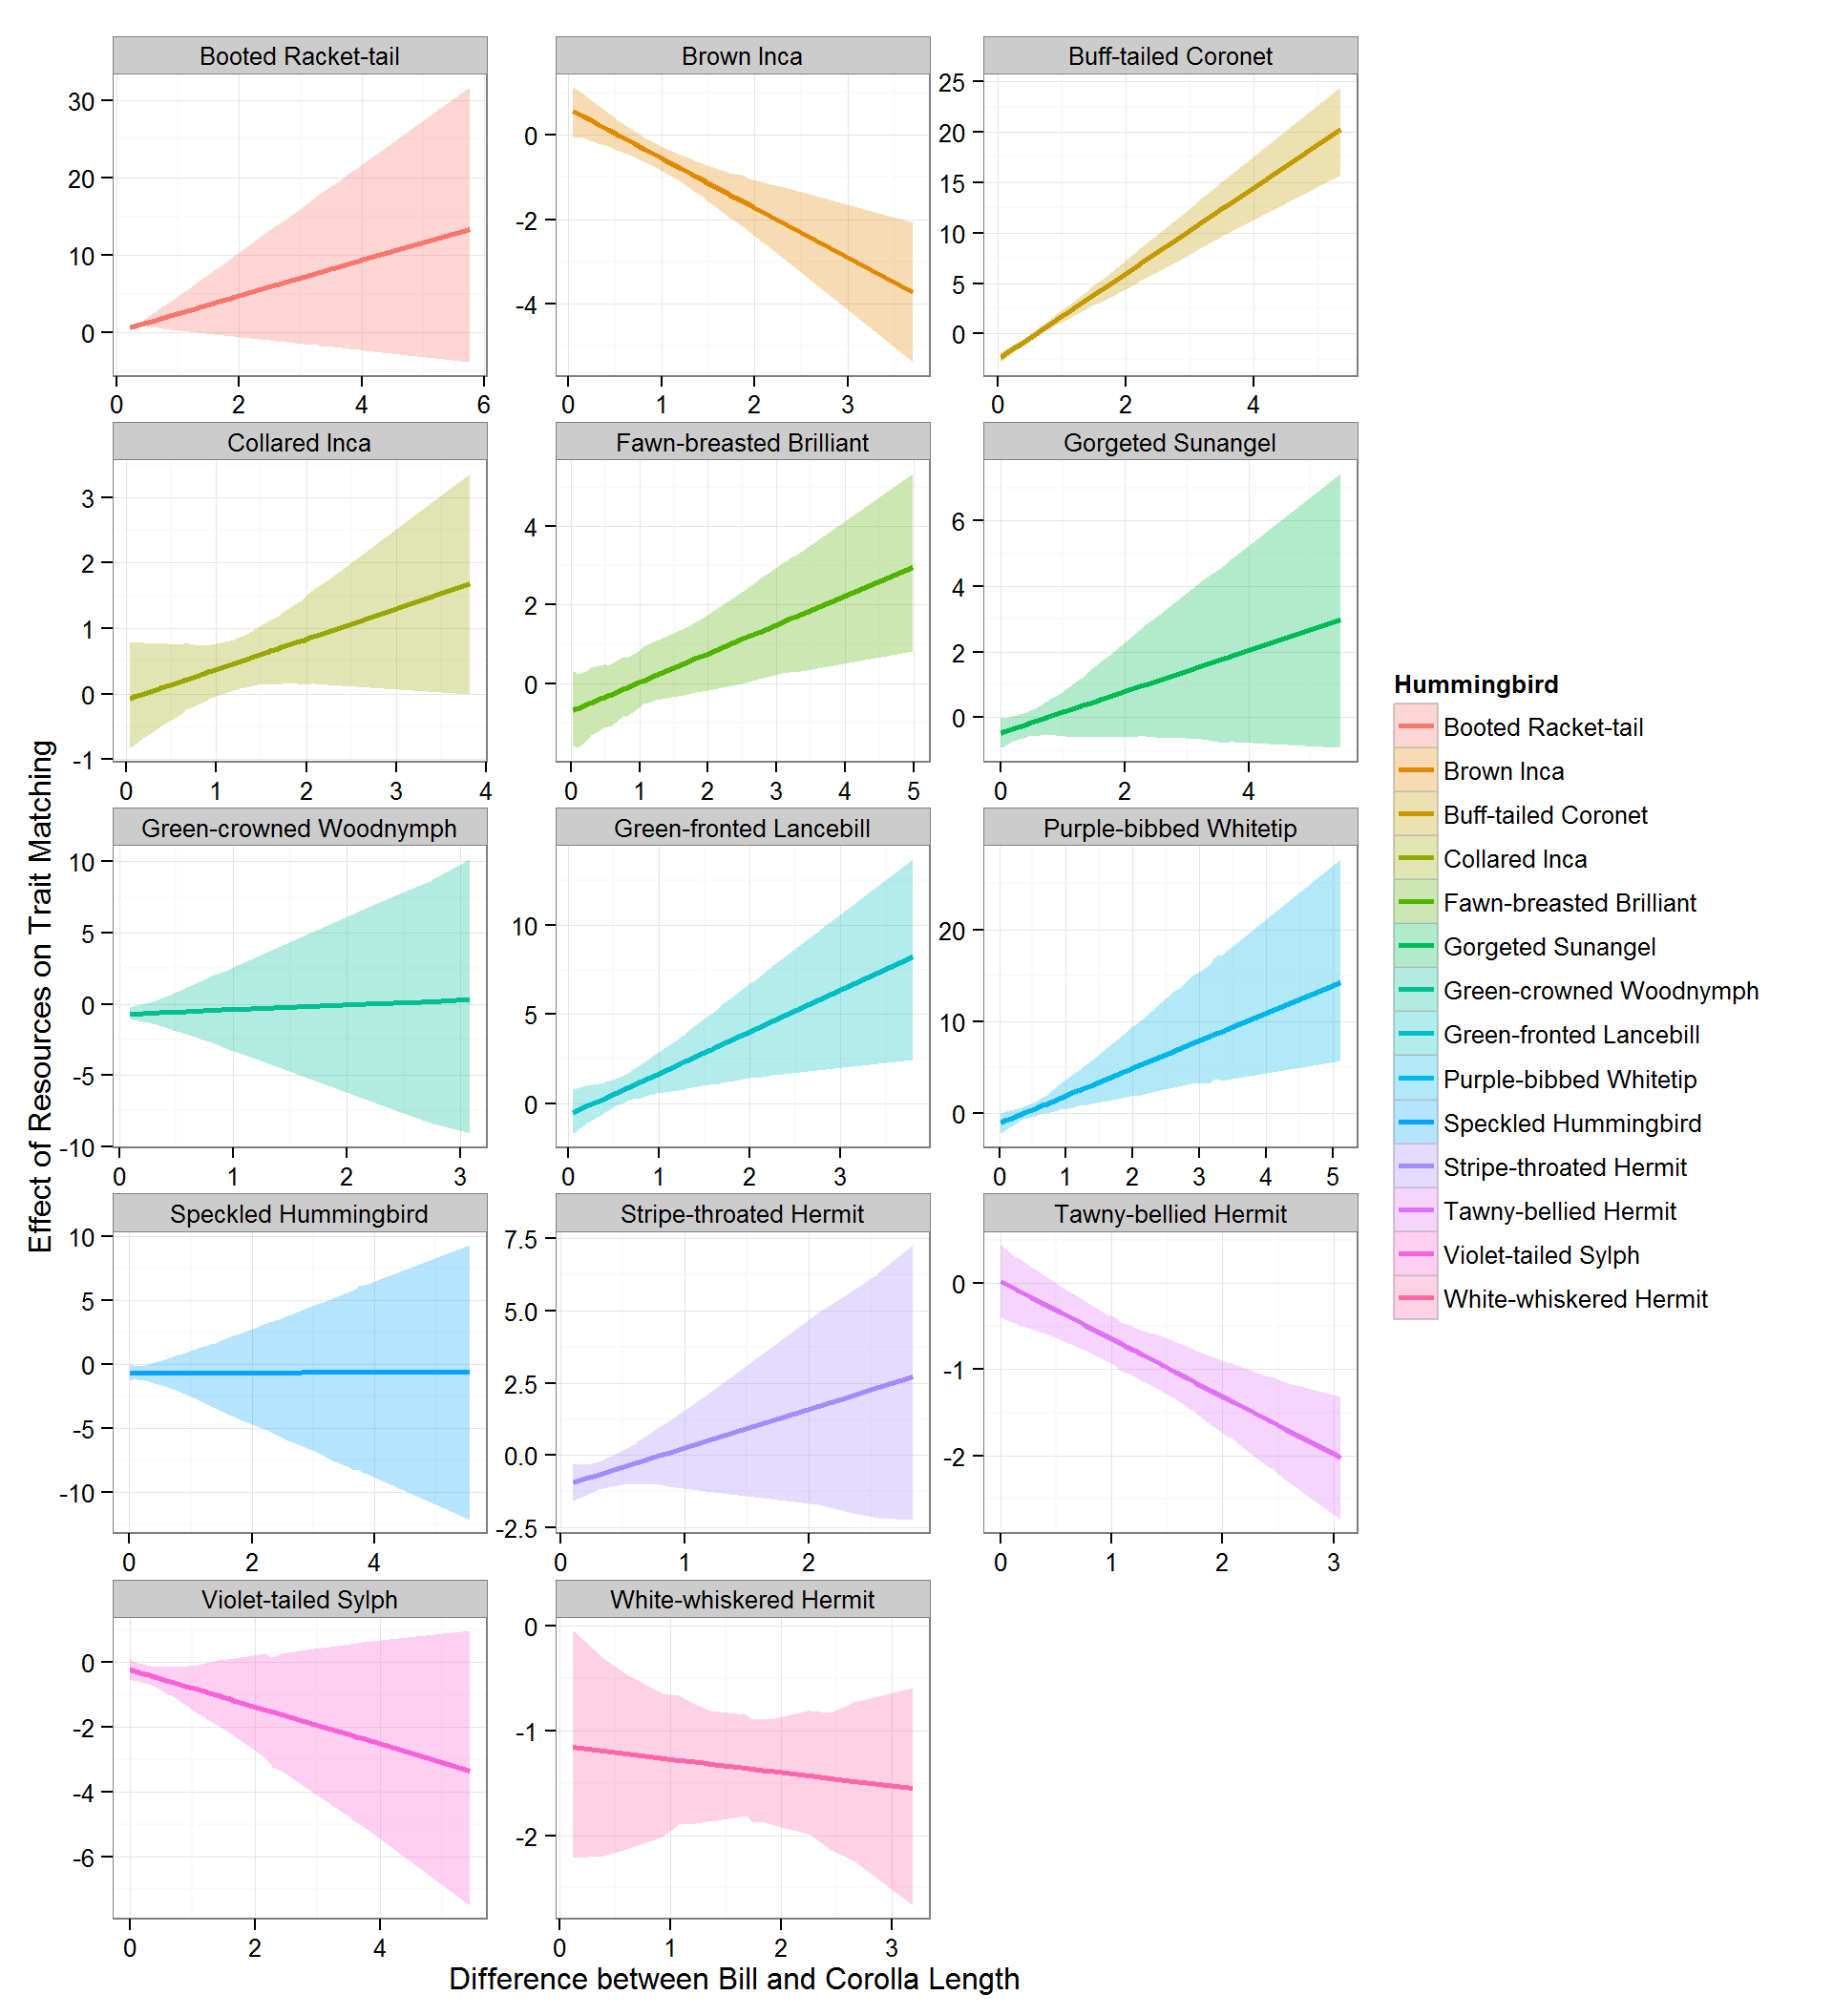 Booted Racket-tail
Brown Inca
Buff-tailed Coronet
30
20
10
0
0
-2
-4
25
20
15
10
5
0
0 2 4 6
0 1 2 3
0 2 4
Collared Inca
Fawn-breasted Brilliant
Gorgeted Sunangel
3
2
1
0
-1
4
2
0
6
4
2
0
0 1 2 3 4
0 1 2 3 4 5
0 2 4
Green-crowned Woodnymph
Green-fronted Lancebill
Purple-bibbed Whitetip
10
5
0
-5
-10
10
5
0
20
10
0
0 1 2 3
0 1 2 3
0 1 2 3 4 5
Speckled Hummingbird
Stripe-throated Hermit
Tawny-bellied Hermit
10
5
0
-5
-10
7.5
5.0
2.5
0.0
-2.5
0
-1
-2
0 2 4
0 1 2
0 1 2 3
Violet-tailed Sylph
White-whiskered Hermit
0
-2
-4
-6
0
-1
-2
0 2 4
0 1 2 3
Difference between Bill and Corolla Length
Effect of Resources on Trait Matching
Hummingbird
Booted Racket-tail
Brown Inca
Buff-tailed Coronet
Collared Inca
Fawn-breasted Brilliant
Gorgeted Sunangel
Green-crowned Woodnymph
Green-fronted Lancebill
Purple-bibbed Whitetip
Speckled Hummingbird
Stripe-throated Hermit
Tawny-bellied Hermit
Violet-tailed Sylph
White-whiskered Hermit